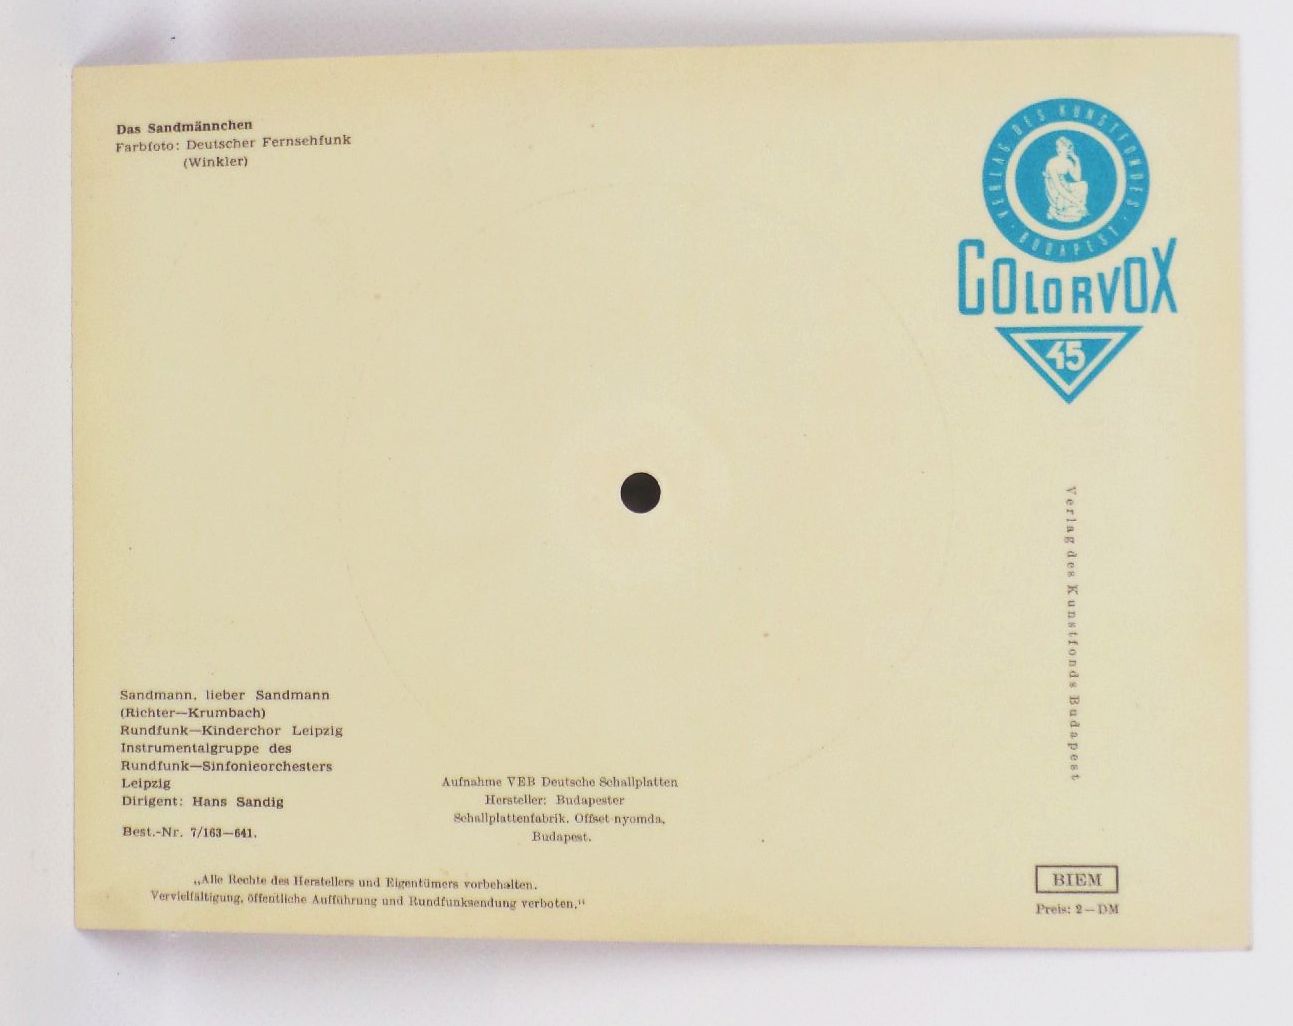 Das Sandmännchen
Farbfoto: Deutscher Fernsehfunk
(Winkler)
VERLAG DES KUNSTFONDES · BUDAPEST ·
COLORVOX
45
Verlag des Kunstfonds Budapest
Sandmann, lieber Sandmann
(Richter—Krumbach)
Rundfunk—Kinderchor Leipzig
Instrumentalgruppe des
Rundfunk—Sinfonieorchesters
Leipzig
Dirigent: Hans Sandig
Best.-Nr. 7/163—641.
Aufnahme VEB Deutsche Schallplatten
Hersteller: Budapester
Schallplattenfabrik. Offset nyomda,
Budapest.
„Alle Rechte des Herstellers und Eigentümers vorbehalten.
Vervielfältigung, öffentliche Aufführung und Rundfunksendung verboten.“
BIEM
Preis: 2—DM